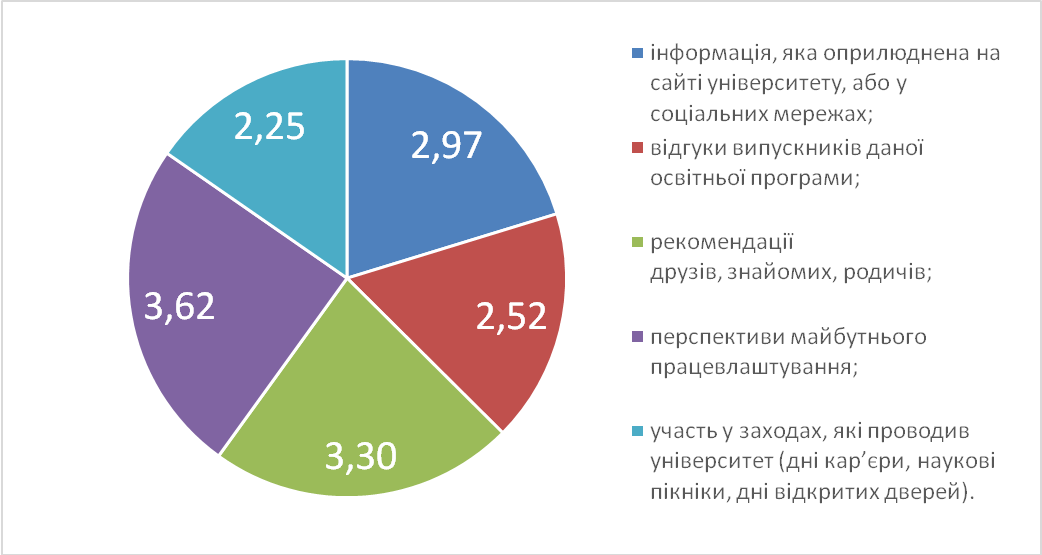 2,97
2,52
3,30
3,62
2,25
інформація, яка оприлюднена на
сайті університету, або у
соціальних мережах;
відгуки випускників даної
освітньої програми;
рекомендації
друзів, знайомих, родичів;
перспективи майбутнього
працевлаштування;
участь у заходах, які проводив
університет (дні кар’єри, наукові
пікніки, дні відкритих дверей).